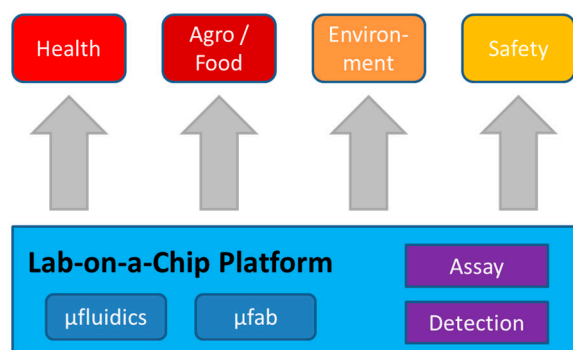 Health
Agro /
Food
Environ-
ment
Safety
Lab-on-a-Chip Platform
Assay
µfluidics
µfab
Detection